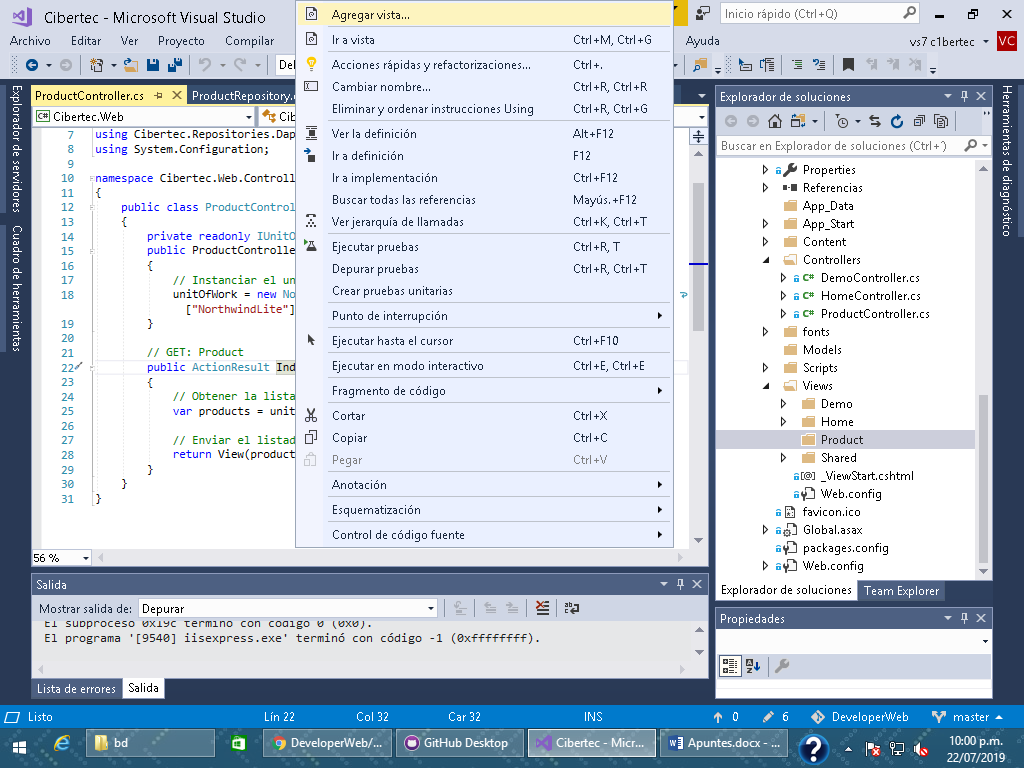 Cibertec - Microsoft Visual Studio
Inicio rápido (Ctrl+Q)
Archivo Editar Ver Proyecto Compilar
Ayuda
vs7 c1bertec
VC
Explorador de servidores
Cuadro de herramientas
ProductController.cs
ProductRepository.
Cibertec.Web
7 using Cibertec.Repositories.Dap
8 using System.Configuration;
9
10 namespace Cibertec.Web.Controll
11 {
12 public class ProductControl
13 {
14 private readonly IUnitO
15 public ProductControlle
16 {
17 // Instanciar el un
18 unitOfWork = new No
["NorthwindLite"]
19 }
20
21 // GET: Product
22 public ActionResult Ind
23 {
24 // Obtener la lista
25 var products = unit
26
27 // Enviar el listad
28 return View(product
29 }
30 }
31 }
56 %
Agregar vista...
Ir a vista Ctrl+M, Ctrl+G
Acciones rápidas y refactorizaciones... Ctrl+.
Cambiar nombre... Ctrl+R, Ctrl+R
Eliminar y ordenar instrucciones Using Ctrl+R, Ctrl+G
Ver la definición Alt+F12
Ir a definición F12
Ir a implementación Ctrl+F12
Buscar todas las referencias Mayús.+F12
Ver jerarquía de llamadas Ctrl+K, Ctrl+T
Ejecutar pruebas Ctrl+R, T
Depurar pruebas Ctrl+R, Ctrl+T
Crear pruebas unitarias
Punto de interrupción
Ejecutar hasta el cursor Ctrl+F10
Ejecutar en modo interactivo Ctrl+E, Ctrl+E
Fragmento de código
Cortar Ctrl+X
Copiar Ctrl+C
Pegar Ctrl+V
Anotación
Esquematización
Control de código fuente
Explorador de soluciones
Buscar en Explorador de soluciones (Ctrl+´)
Properties
References
App_Data
App_Start
Content
Controllers
C# DemoController.cs
C# HomeController.cs
C# ProductController.cs
fonts
Models
Scripts
Views
Demo
Home
Product
Shared
_ViewStart.cshtml
Web.config
favicon.ico
Global.asax
packages.config
Web.config
Explorador de soluciones Team Explorer
Herramientas de diagnóstico
Propiedades
Salida
Mostrar salida de: Depurar
El subproceso 0x19c terminó con código 0 (0x0).
El programa '[9540] iisexpress.exe' terminó con código -1 (0xffffffff).
Lista de errores Salida
Listo Lín 22 Col 32 Car 32 INS 0 6 DeveloperWeb master
bd
DeveloperWeb/...
GitHub Desktop
Cibertec - Micr...
Apuntes.docx - ...
10:00 p.m.
22/07/2019